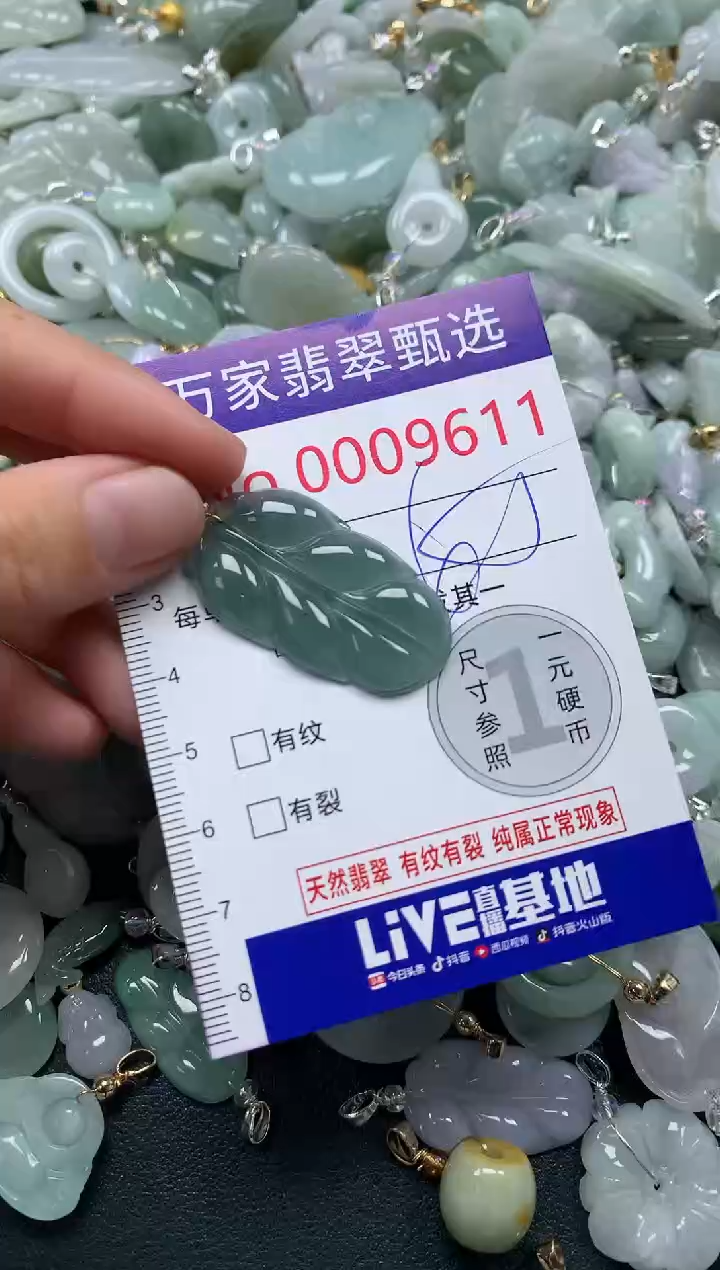 万家翡翠甄选
0009611
其一
3
每
4
5
6
7
8
有纹
有裂
1
一元硬币
尺寸参照
天然翡翠 有纹有裂 纯属正常现象
LiVE直播基地
今日头条 抖音 西瓜视频 抖音火山版